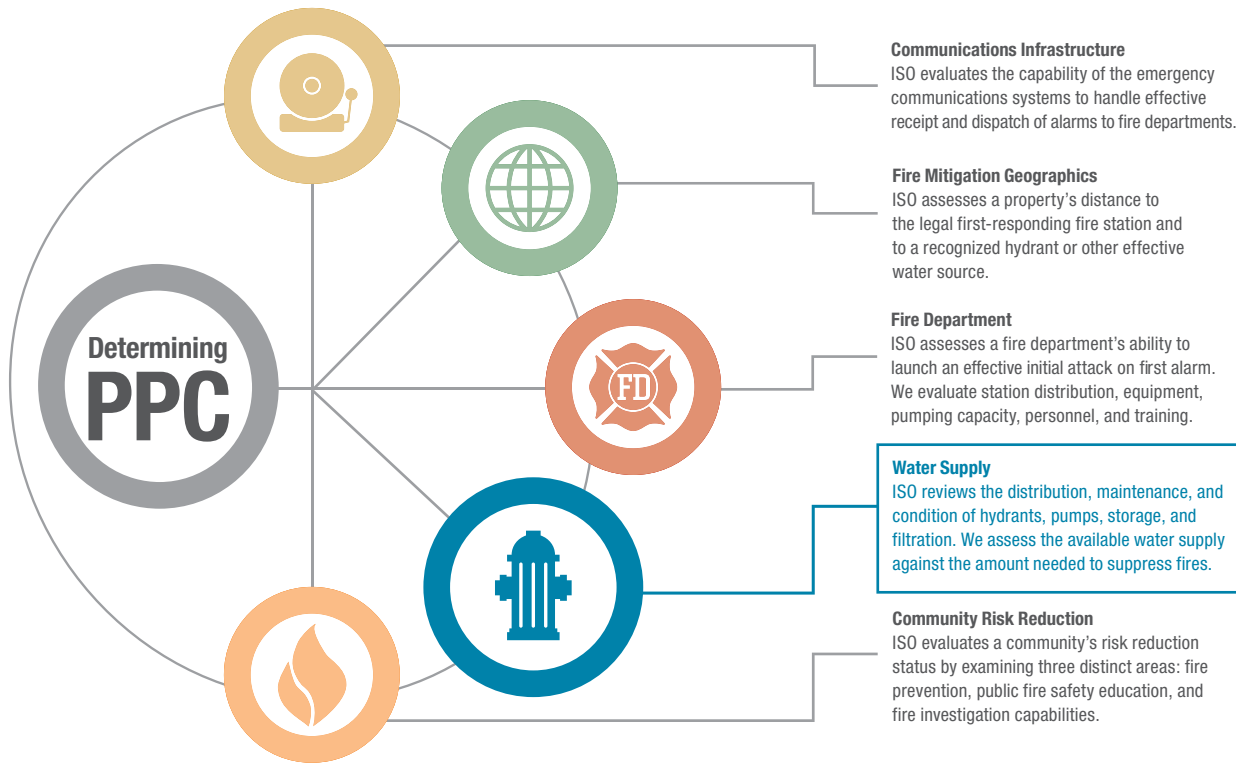 Determining
PPC
FD
Communications Infrastructure
ISO evaluates the capability of the emergency
communications systems to handle effective
receipt and dispatch of alarms to fire departments.
Fire Mitigation Geographics
ISO assesses a property’s distance to
the legal first-responding fire station and
to a recognized hydrant or other effective
water source.
Fire Department
ISO assesses a fire department’s ability to
launch an effective initial attack on first alarm.
We evaluate station distribution, equipment,
pumping capacity, personnel, and training.
Water Supply
ISO reviews the distribution, maintenance, and
condition of hydrants, pumps, storage, and
filtration. We assess the available water supply
against the amount needed to suppress fires.
Community Risk Reduction
ISO evaluates a community’s risk reduction
status by examining three distinct areas: fire
prevention, public fire safety education, and
fire investigation capabilities.